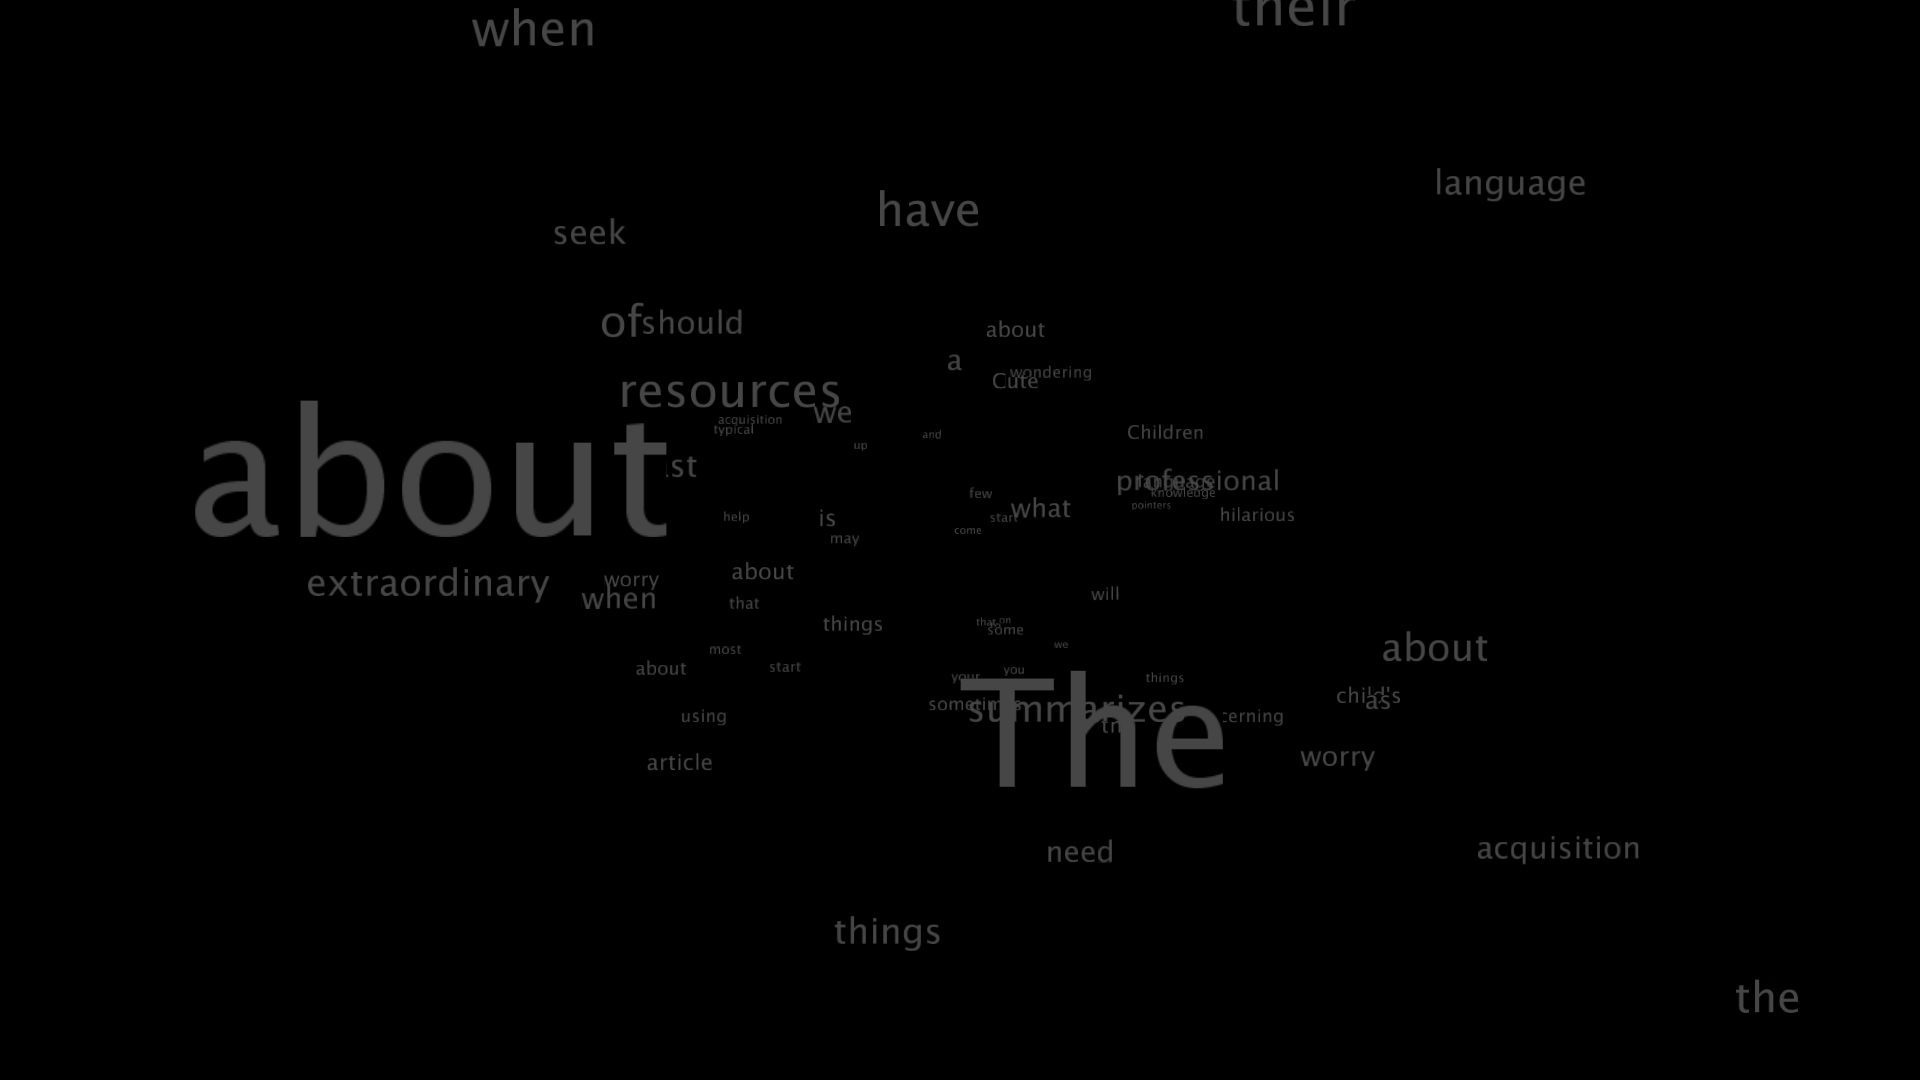 when
their
language
have
seek
of
should
about
a
wondering
Cute
resources
we
acquisition
typical
and
up
Children
about
professional
language
knowledge
few
pointers
what
start
hilarious
help
is
come
may
about
worry
extraordinary
when
will
that
things
that
on
some
we
about
most
start
about
you
your
things
child's
as
sometimes
summarizes
The
using
worry
article
need
acquisition
things
the